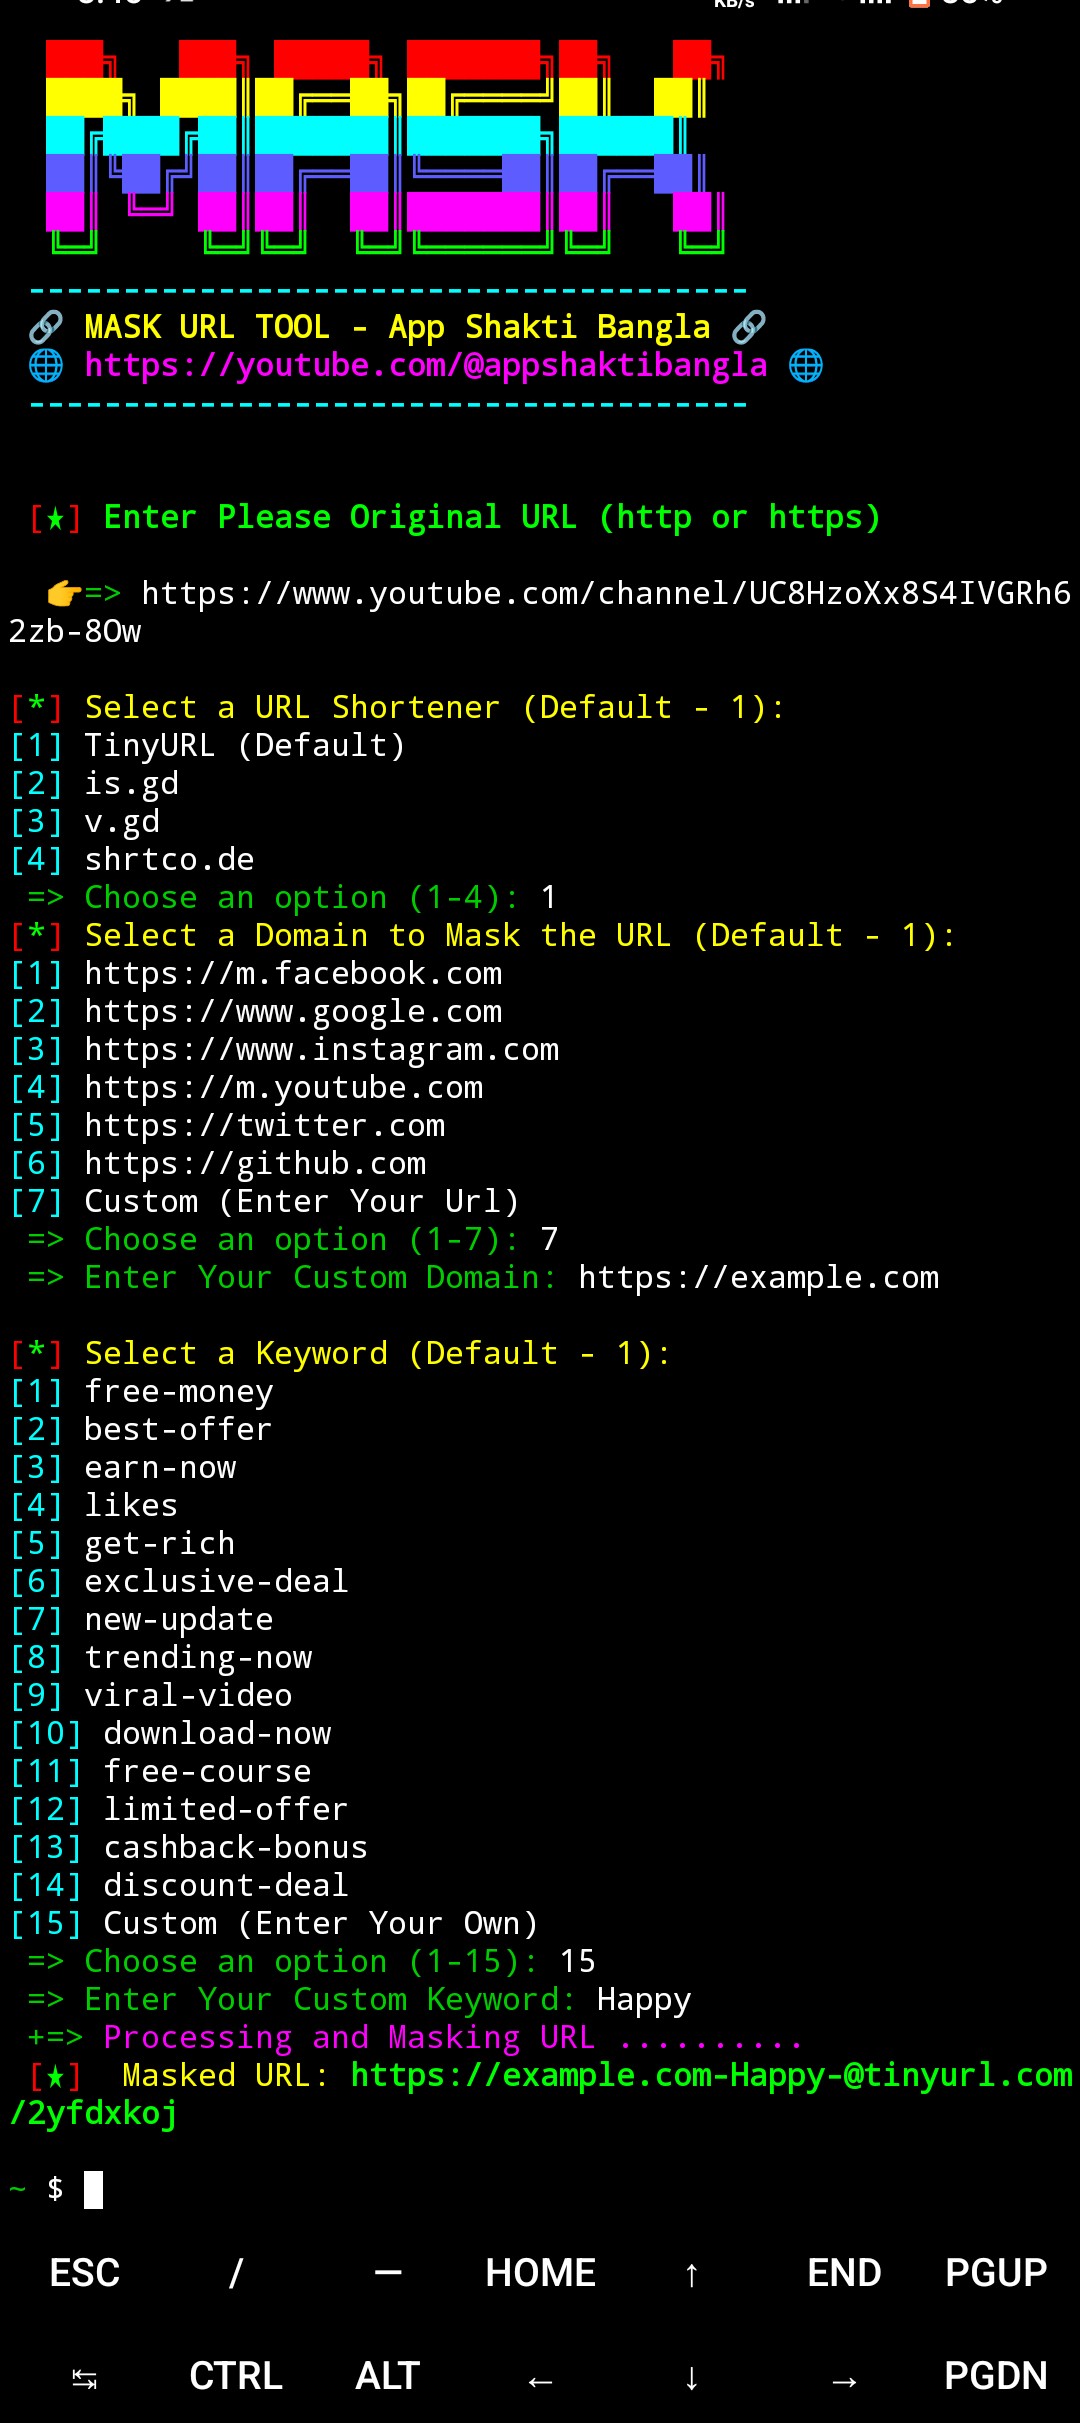 MASK
------------------------------------
🔗 MASK URL TOOL - App Shakti Bangla 🔗
🌐 https://youtube.com/@appshaktibangla 🌐
------------------------------------
[★] Enter Please Original URL (http or https)
👉=> https://www.youtube.com/channel/UC8HzoXx8S4IVGRh6
2zb-8Ow
[*] Select a URL Shortener (Default - 1):
[1] TinyURL (Default)
[2] is.gd
[3] v.gd
[4] shrtco.de
=> Choose an option (1-4): 1
[*] Select a Domain to Mask the URL (Default - 1):
[1] https://m.facebook.com
[2] https://www.google.com
[3] https://www.instagram.com
[4] https://m.youtube.com
[5] https://twitter.com
[6] https://github.com
[7] Custom (Enter Your Url)
=> Choose an option (1-7): 7
=> Enter Your Custom Domain: https://example.com
[*] Select a Keyword (Default - 1):
[1] free-money
[2] best-offer
[3] earn-now
[4] likes
[5] get-rich
[6] exclusive-deal
[7] new-update
[8] trending-now
[9] viral-video
[10] download-now
[11] free-course
[12] limited-offer
[13] cashback-bonus
[14] discount-deal
[15] Custom (Enter Your Own)
=> Choose an option (1-15): 15
=> Enter Your Custom Keyword: Happy
+=> Processing and Masking URL ..........
[★]  Masked URL: https://example.com-Happy-@tinyurl.com
/2yfdxkoj
~ $
ESC / — HOME ↑ END PGUP
↹ CTRL ALT ← ↓ → PGDN